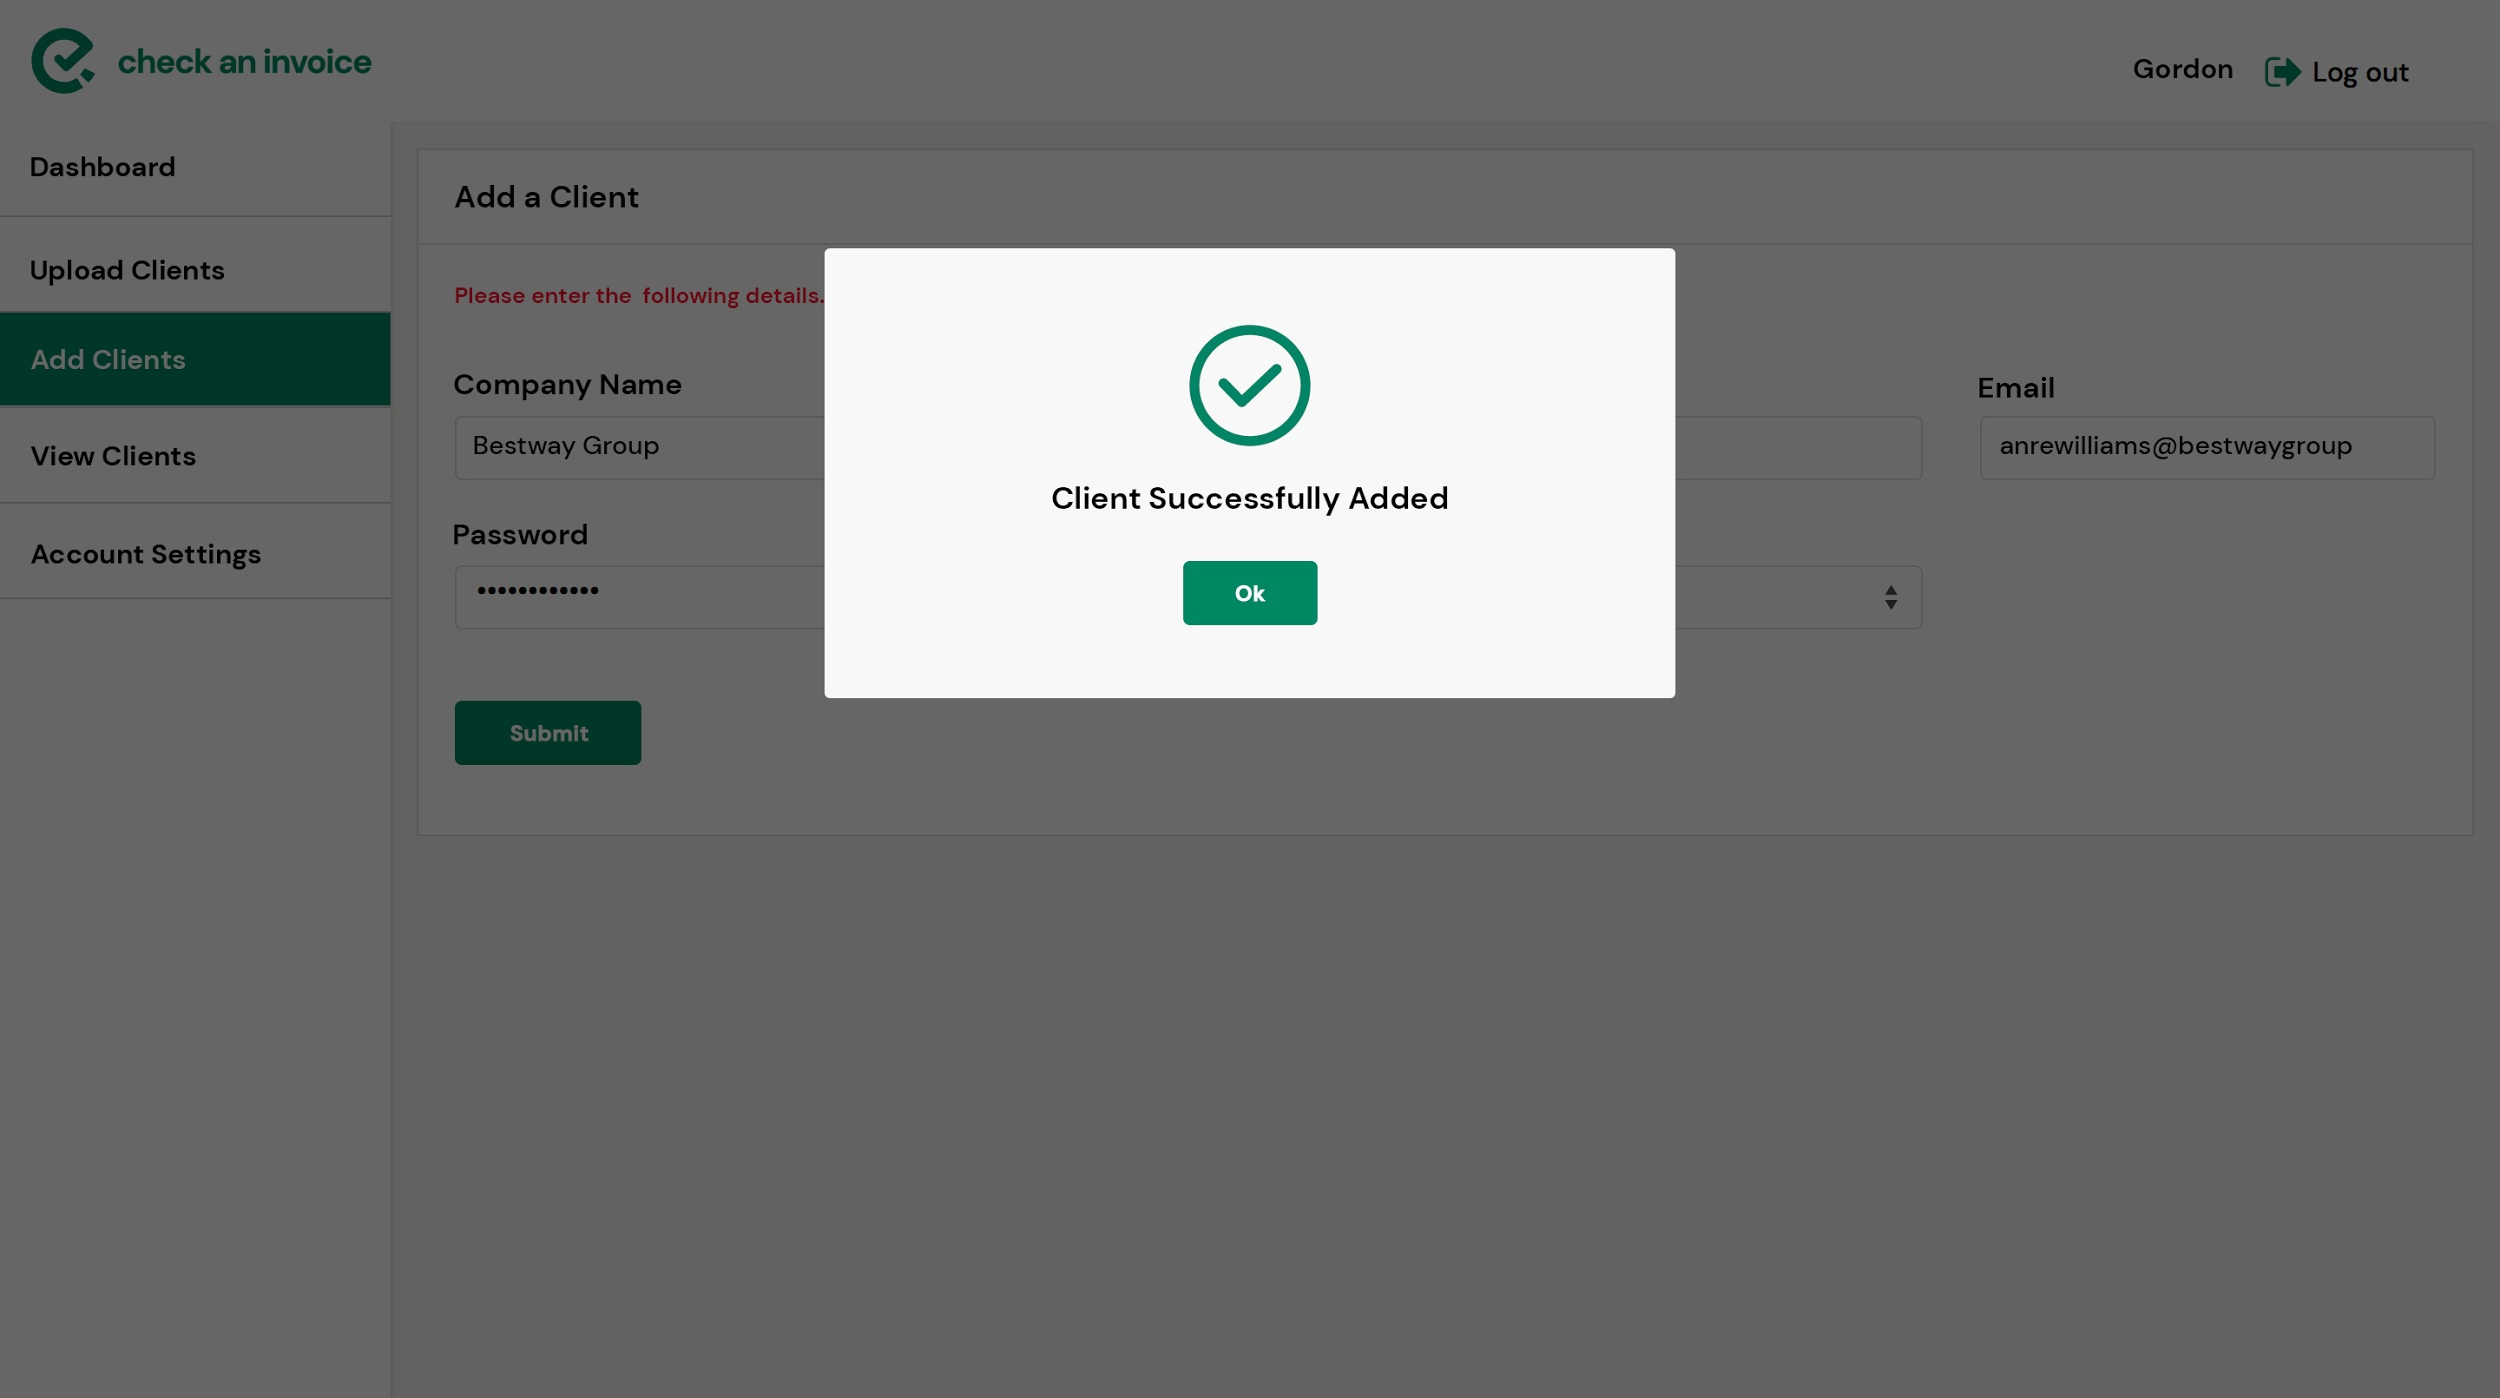 check an invoice
Gordon
Log out
Dashboard
Upload Clients
Add Clients
View Clients
Account Settings
Add a Client
Please enter the  following details.
Company Name
Email
Bestway Group
anrewilliams@bestwaygroup
Password
••••••••••••
Submit
Client Successfully Added
Ok